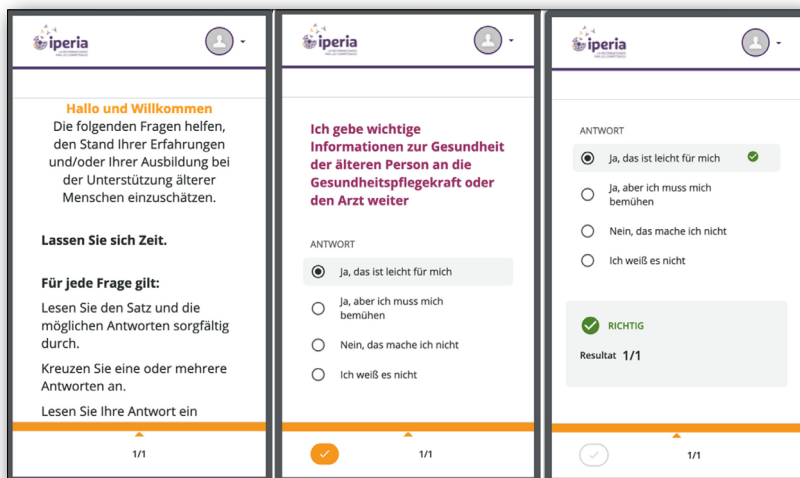 iperia
Hallo und Willkommen
Die folgenden Fragen helfen,
den Stand Ihrer Erfahrungen
und/oder Ihrer Ausbildung bei
der Unterstützung älterer
Menschen einzuschätzen.
Lassen Sie sich Zeit.
Für jede Frage gilt:
Lesen Sie den Satz und die
möglichen Antworten sorgfältig
durch.
Kreuzen Sie eine oder mehrere
Antworten an.
Lesen Sie Ihre Antwort ein
1/1
iperia
Ich gebe wichtige
Informationen zur Gesundheit
der älteren Person an die
Gesundheitspflegekraft oder
den Arzt weiter
ANTWORT
Ja, das ist leicht für mich
Ja, aber ich muss mich
bemühen
Nein, das mache ich nicht
Ich weiß es nicht
1/1
iperia
ANTWORT
Ja, das ist leicht für mich
Ja, aber ich muss mich
bemühen
Nein, das mache ich nicht
Ich weiß es nicht
RICHTIG
Resultat 1/1
1/1